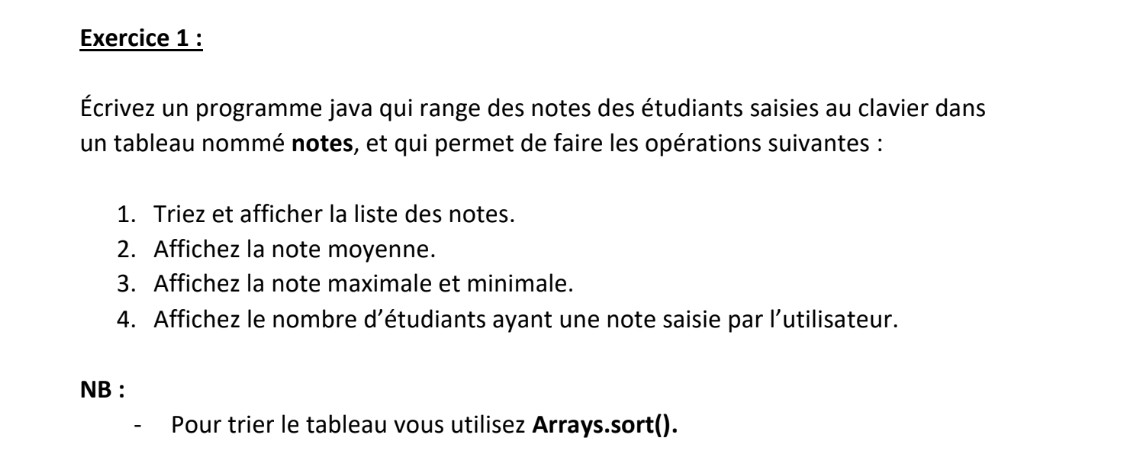 Exercice 1 :
Écrivez un programme java qui range des notes des étudiants saisies au clavier dans
un tableau nommé notes, et qui permet de faire les opérations suivantes :
1. Triez et afficher la liste des notes.
2. Affichez la note moyenne.
3. Affichez la note maximale et minimale.
4. Affichez le nombre d’étudiants ayant une note saisie par l’utilisateur.
NB :
- Pour trier le tableau vous utilisez Arrays.sort().